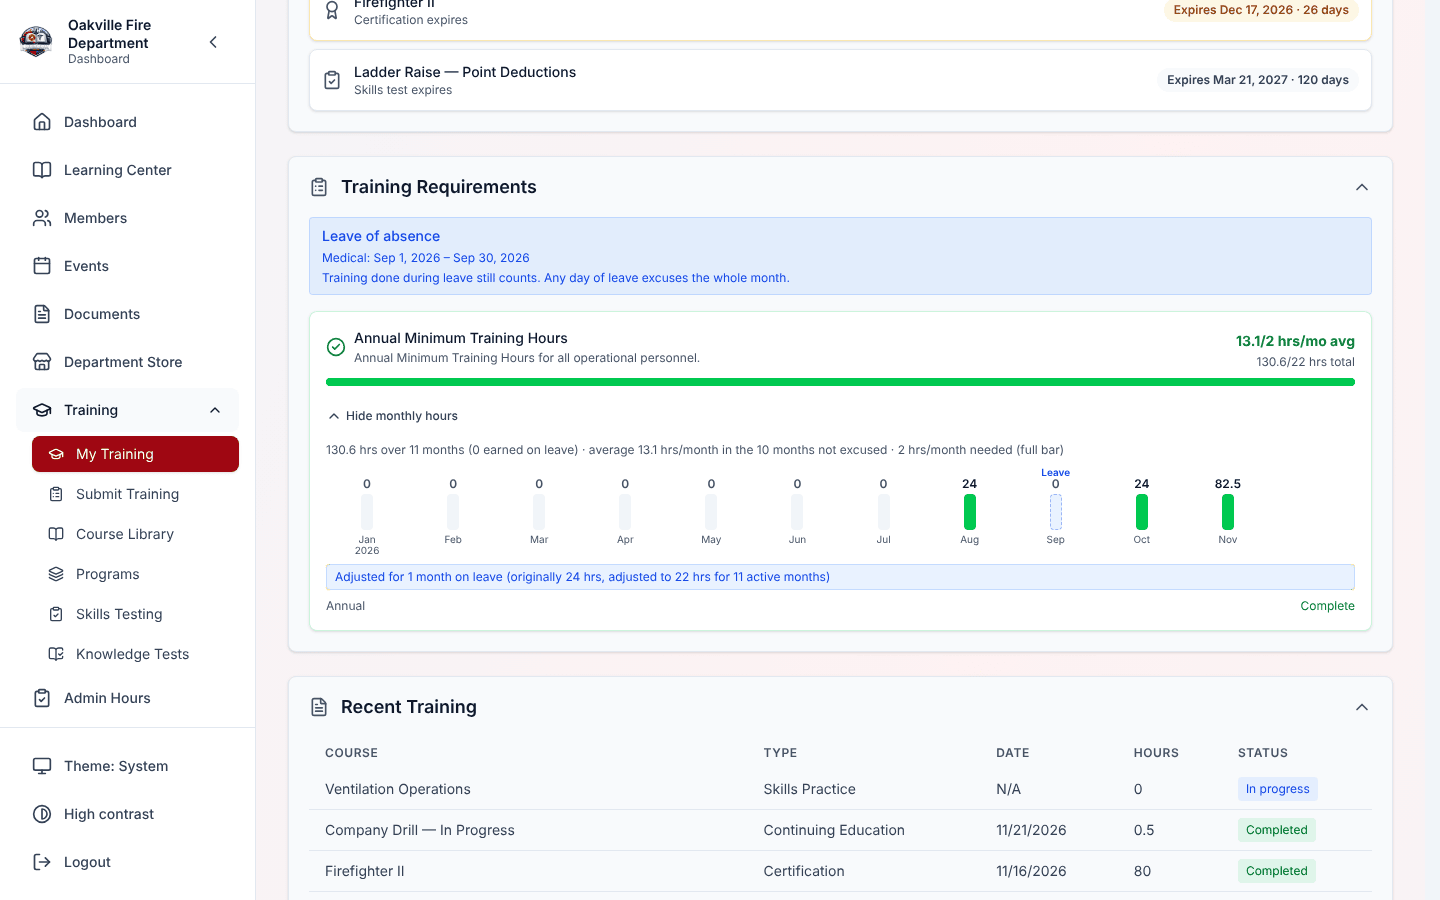 Oakville Fire
Department
Dashboard
Dashboard
Learning Center
Members
Events
Documents
Department Store
Training
My Training
Submit Training
Course Library
Programs
Skills Testing
Knowledge Tests
Admin Hours
Theme: System
High contrast
Logout
Firefighter II
Certification expires
Expires Dec 17, 2026 · 26 days
Ladder Raise — Point Deductions
Skills test expires
Expires Mar 21, 2027 · 120 days
Training Requirements
Leave of absence
Medical: Sep 1, 2026 – Sep 30, 2026
Training done during leave still counts. Any day of leave excuses the whole month.
Annual Minimum Training Hours
Annual Minimum Training Hours for all operational personnel.
13.1/2 hrs/mo avg
130.6/22 hrs total
Hide monthly hours
130.6 hrs over 11 months (0 earned on leave) · average 13.1 hrs/month in the 10 months not excused · 2 hrs/month needed (full bar)
Leave
0 0 0 0 0 0 0 24 0 24 82.5
Jan Feb Mar Apr May Jun Jul Aug Sep Oct Nov
2026
Adjusted for 1 month on leave (originally 24 hrs, adjusted to 22 hrs for 11 active months)
Annual Complete
Recent Training
COURSE TYPE DATE HOURS STATUS
Ventilation Operations Skills Practice N/A 0 In progress
Company Drill — In Progress Continuing Education 11/21/2026 0.5 Completed
Firefighter II Certification 11/16/2026 80 Completed